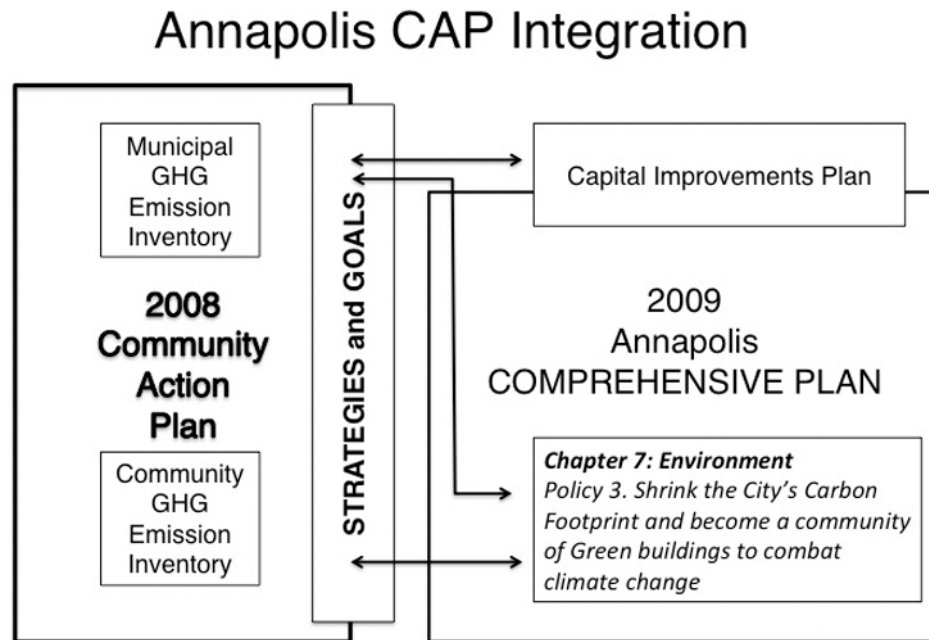 Annapolis CAP Integration
Municipal
GHG
Emission
Inventory
2008
Community
Action
Plan
Community
GHG
Emission
Inventory
STRATEGIES and GOALS
Capital Improvements Plan
2009
Annapolis
COMPREHENSIVE PLAN
Chapter 7: Environment
Policy 3. Shrink the City's Carbon
Footprint and become a community
of Green buildings to combat
climate change